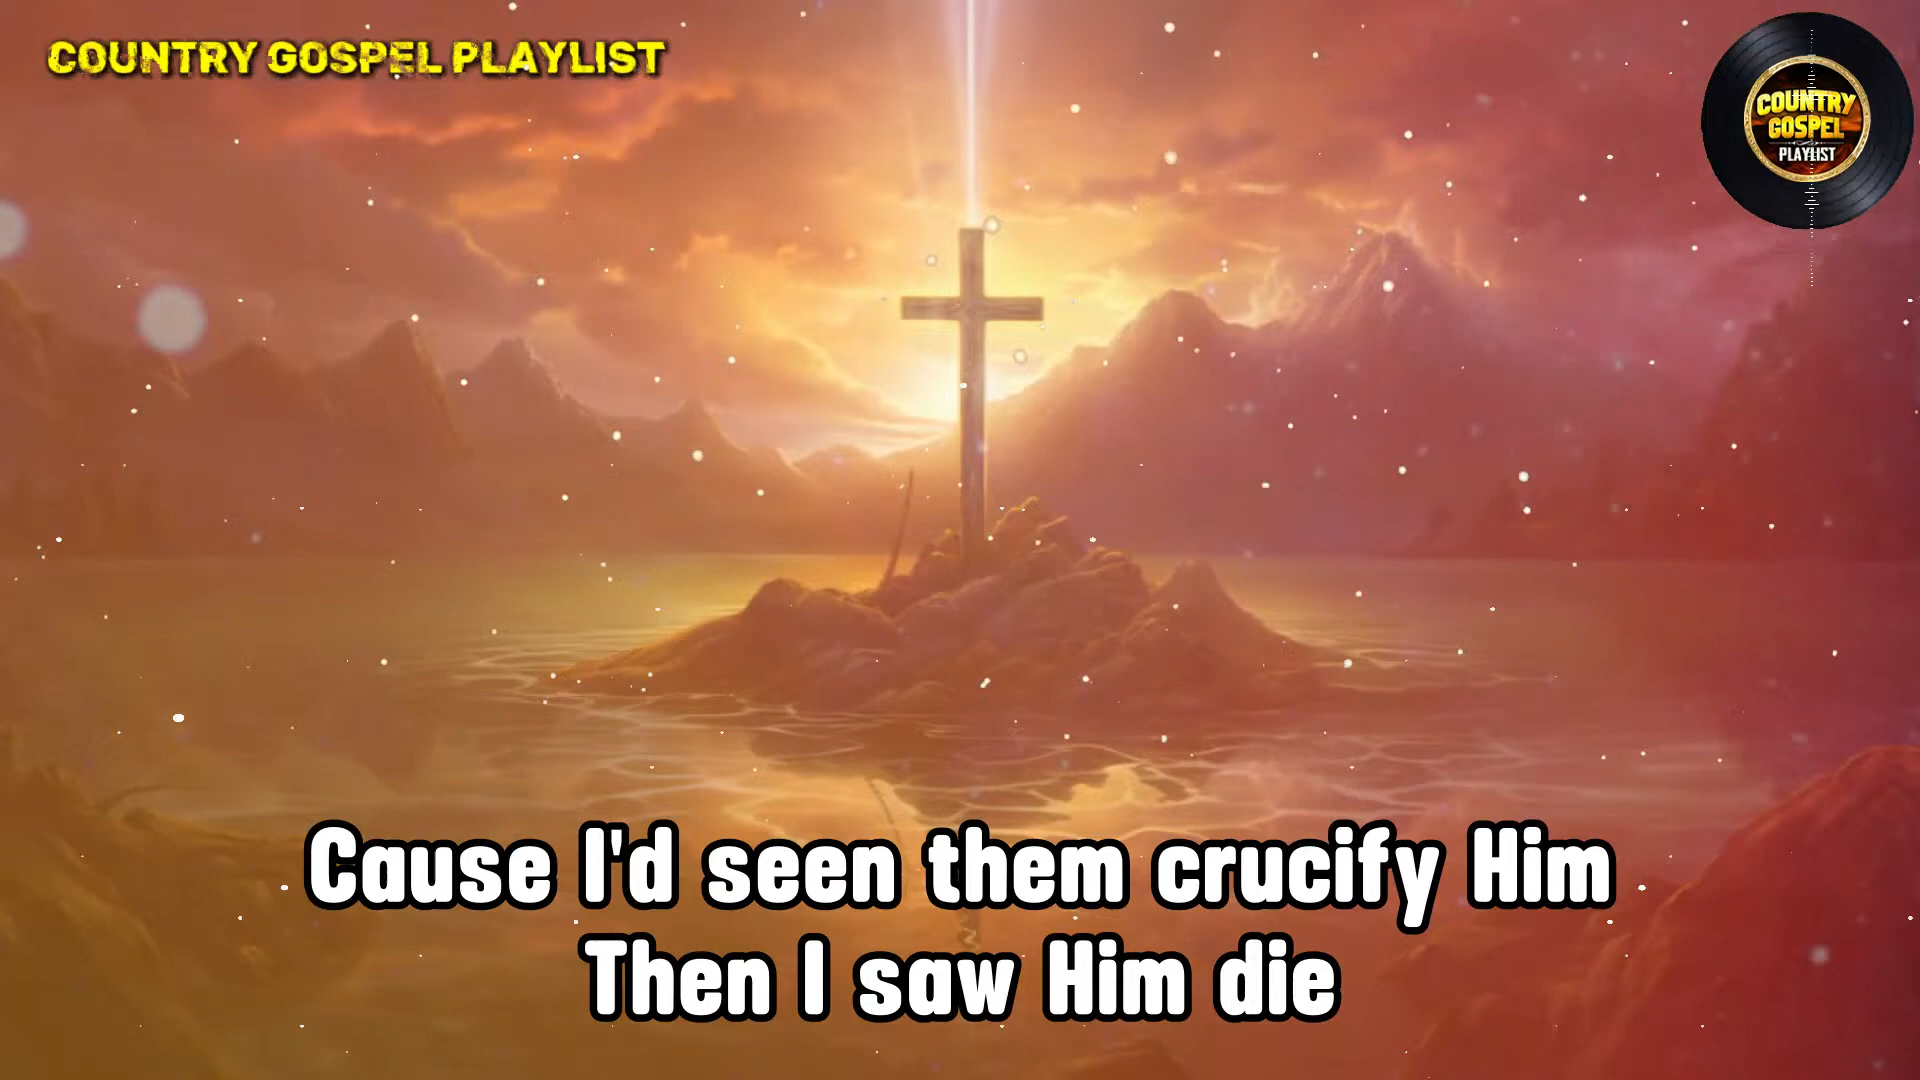 COUNTRY GOSPEL PLAYLIST
COUNTRY
GOSPEL
PLAYLIST
Cause I'd seen them crucify Him
Then I saw Him die